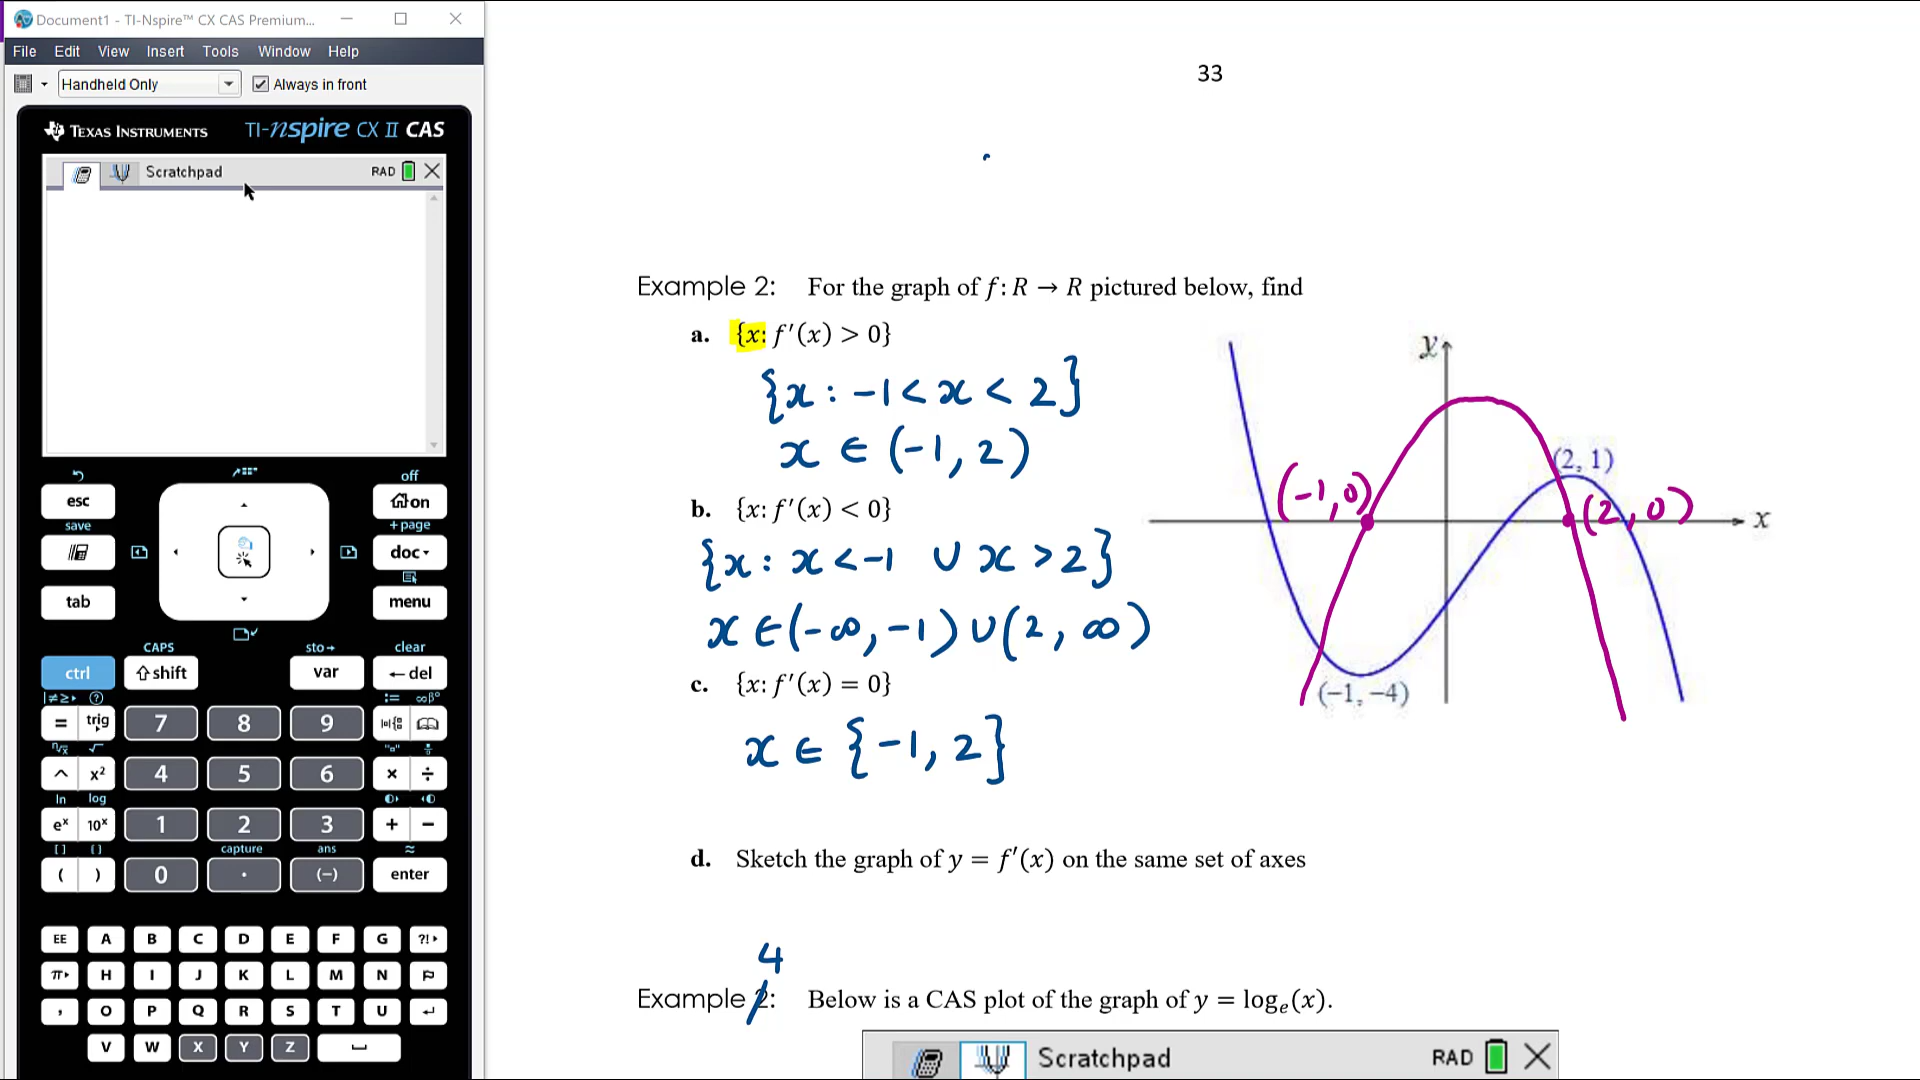 Document1 - TI-Nspire™ CX CAS Premium...
File Edit View Insert Tools Window Help
Handheld Only Always in front
TEXAS INSTRUMENTS TI-nspire CX II CAS
Scratchpad RAD
off
esc on
save + page
doc
tab menu
CAPS sto→ clear
ctrl shift var ←del
= trig 7 8 9
^ x² 4 5 6 × ÷
ln log
eˣ 10ˣ 1 2 3 + −
[ ] { } capture ans ≈
( ) 0 . (−) enter
EE A B C D E F G ?!▸
π▸ H I J K L M N
, O P Q R S T U
V W X Y Z
33
Example 2: For the graph of f: R → R pictured below, find
a. {x: f′(x) > 0}
{x : -1 < x < 2}
x ∈ (-1, 2)
b. {x: f′(x) < 0}
{x : x < -1 ∪ x > 2}
x ∈ (-∞, -1) ∪ (2, ∞)
c. {x: f′(x) = 0}
x ∈ {-1, 2}
y
(2, 1)
(-1, 0) (2, 0)
x
(−1, −4)
d. Sketch the graph of y = f′(x) on the same set of axes
4
Example 2: Below is a CAS plot of the graph of y = logₑ(x).
Scratchpad RAD